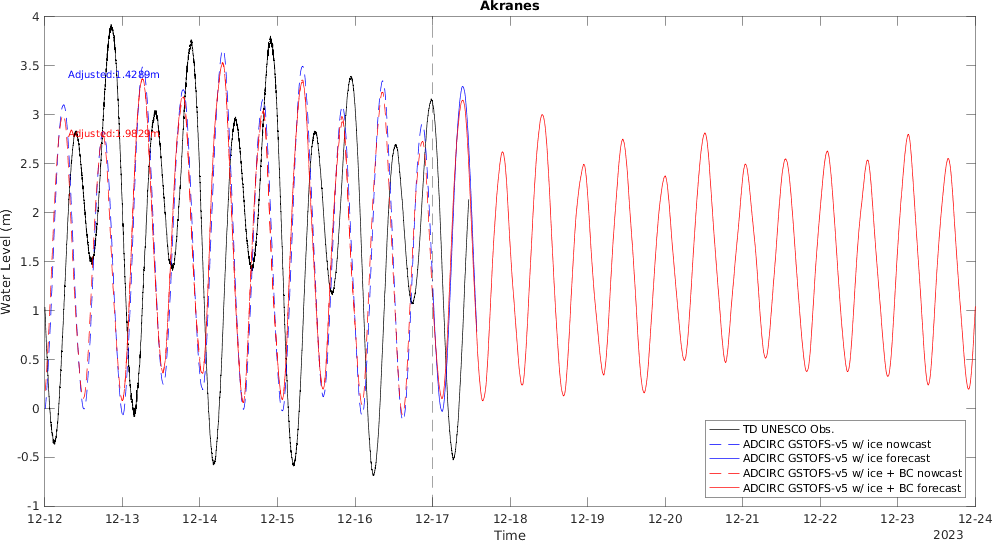 Akranes
4
3.5
3
2.5
2
1.5
1
0.5
0
-0.5
-1
Water Level (m)
Adjusted:1.4289m
Adjusted:1.9829m
TD UNESCO Obs.
ADCIRC GSTOFS-v5 w/ ice nowcast
ADCIRC GSTOFS-v5 w/ ice forecast
ADCIRC GSTOFS-v5 w/ ice + BC nowcast
ADCIRC GSTOFS-v5 w/ ice + BC forecast
12-12 12-13 12-14 12-15 12-16 12-17 12-18 12-19 12-20 12-21 12-22 12-23 12-24
Time
2023